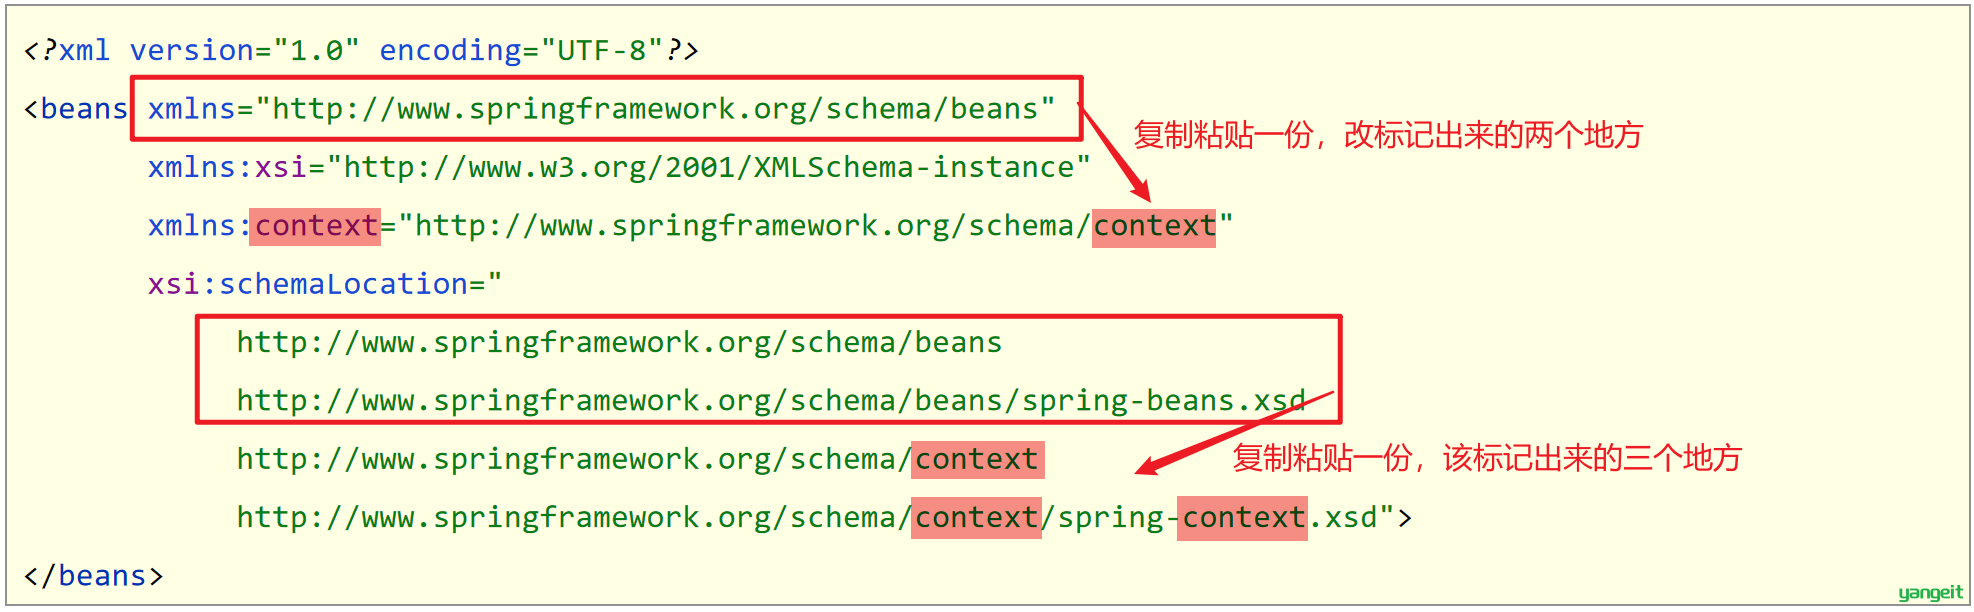 <?xml version="1.0" encoding="UTF-8"?>
<beans xmlns="http://www.springframework.org/schema/beans"
复制粘贴一份，改标记出来的两个地方
xmlns:xsi="http://www.w3.org/2001/XMLSchema-instance"
xmlns:context="http://www.springframework.org/schema/context"
xsi:schemaLocation="
http://www.springframework.org/schema/beans
http://www.springframework.org/schema/beans/spring-beans.xsd
http://www.springframework.org/schema/context
复制粘贴一份，该标记出来的三个地方
http://www.springframework.org/schema/context/spring-context.xsd">
</beans>
yangeit